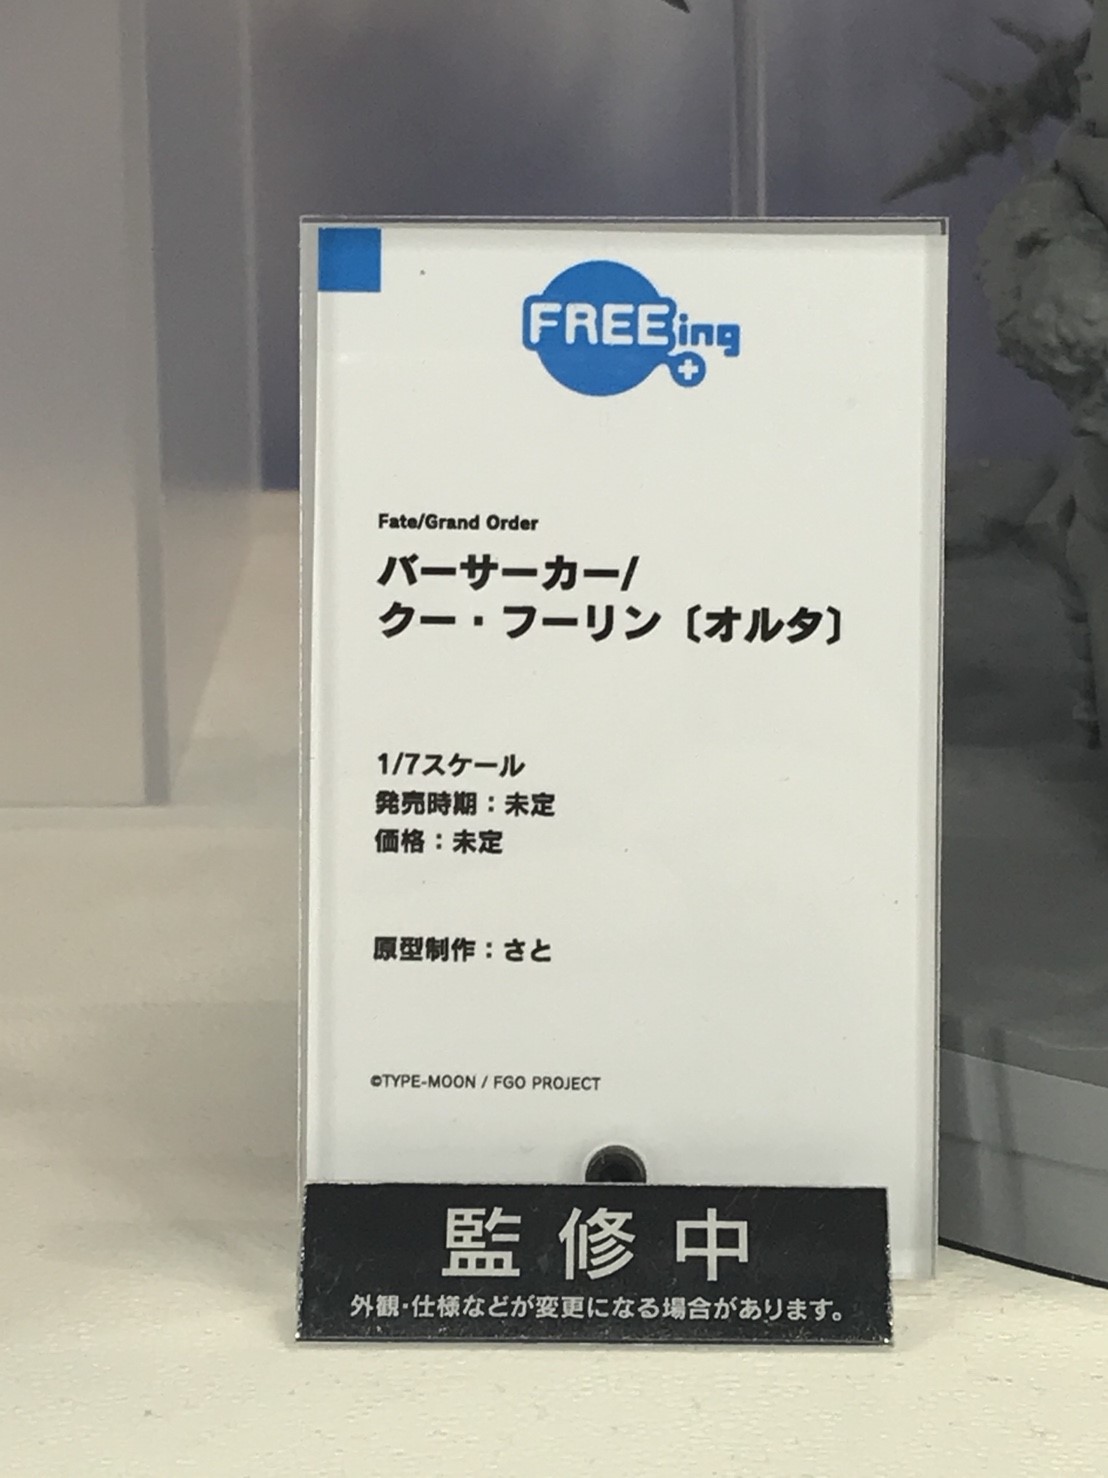 FREEing
Fate/Grand Order
バーサーカー/
クー・フーリン〔オルタ〕
1/7スケール
発売時期：未定
価格：未定
原型制作：さと
©TYPE-MOON / FGO PROJECT
監修中
外観･仕様などが変更になる場合があります。